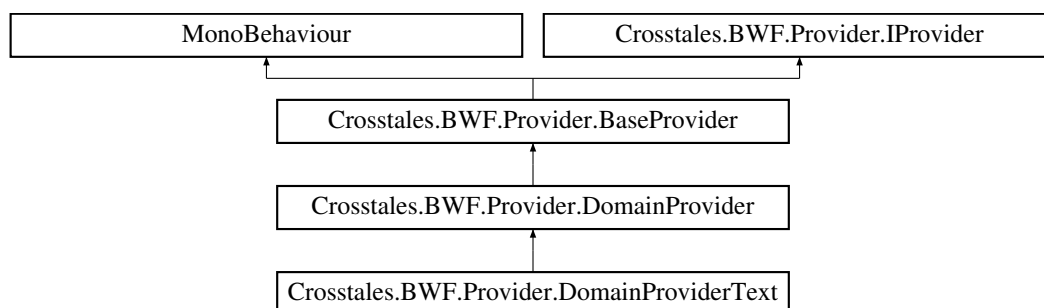 MonoBehaviour
Crosstales.BWF.Provider.IProvider
Crosstales.BWF.Provider.BaseProvider
Crosstales.BWF.Provider.DomainProvider
Crosstales.BWF.Provider.DomainProviderText